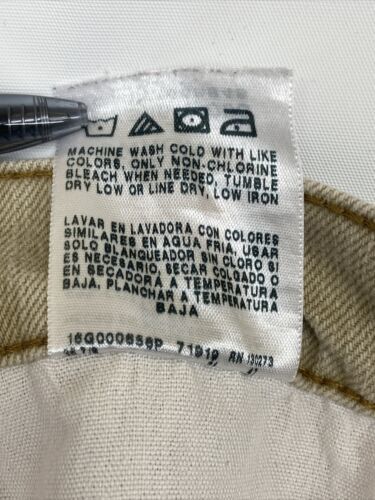 MACHINE WASH COLD WITH LIKE
COLORS, ONLY NON-CHLORINE
BLEACH WHEN NEEDED, TUMBLE
DRY LOW OR LINE DRY, LOW IRON
LAVAR EN LAVADORA CON COLORES
SIMILARES EN AGUA FRIA, USAR
SOLO BLANQUEADOR SIN CLORO SI
ES NECESARIO, SECAR COLGADO O
EN SECADORA A TEMPERATURA
BAJA, PLANCHAR A TEMPERATURA
BAJA
RN 130273